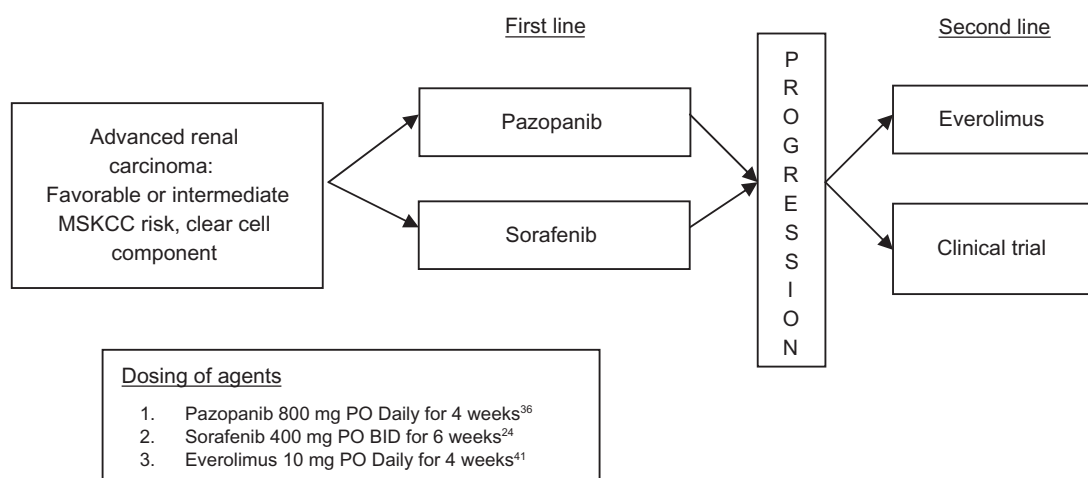 First line
Second line
Advanced renal
carcinoma:
Favorable or intermediate
MSKCC risk, clear cell
component
Pazopanib
Sorafenib
P
R
O
G
R
E
S
S
I
O
N
Everolimus
Clinical trial
Dosing of agents
1. Pazopanib 800 mg PO Daily for 4 weeks³⁶
2. Sorafenib 400 mg PO BID for 6 weeks²⁴
3. Everolimus 10 mg PO Daily for 4 weeks⁴¹